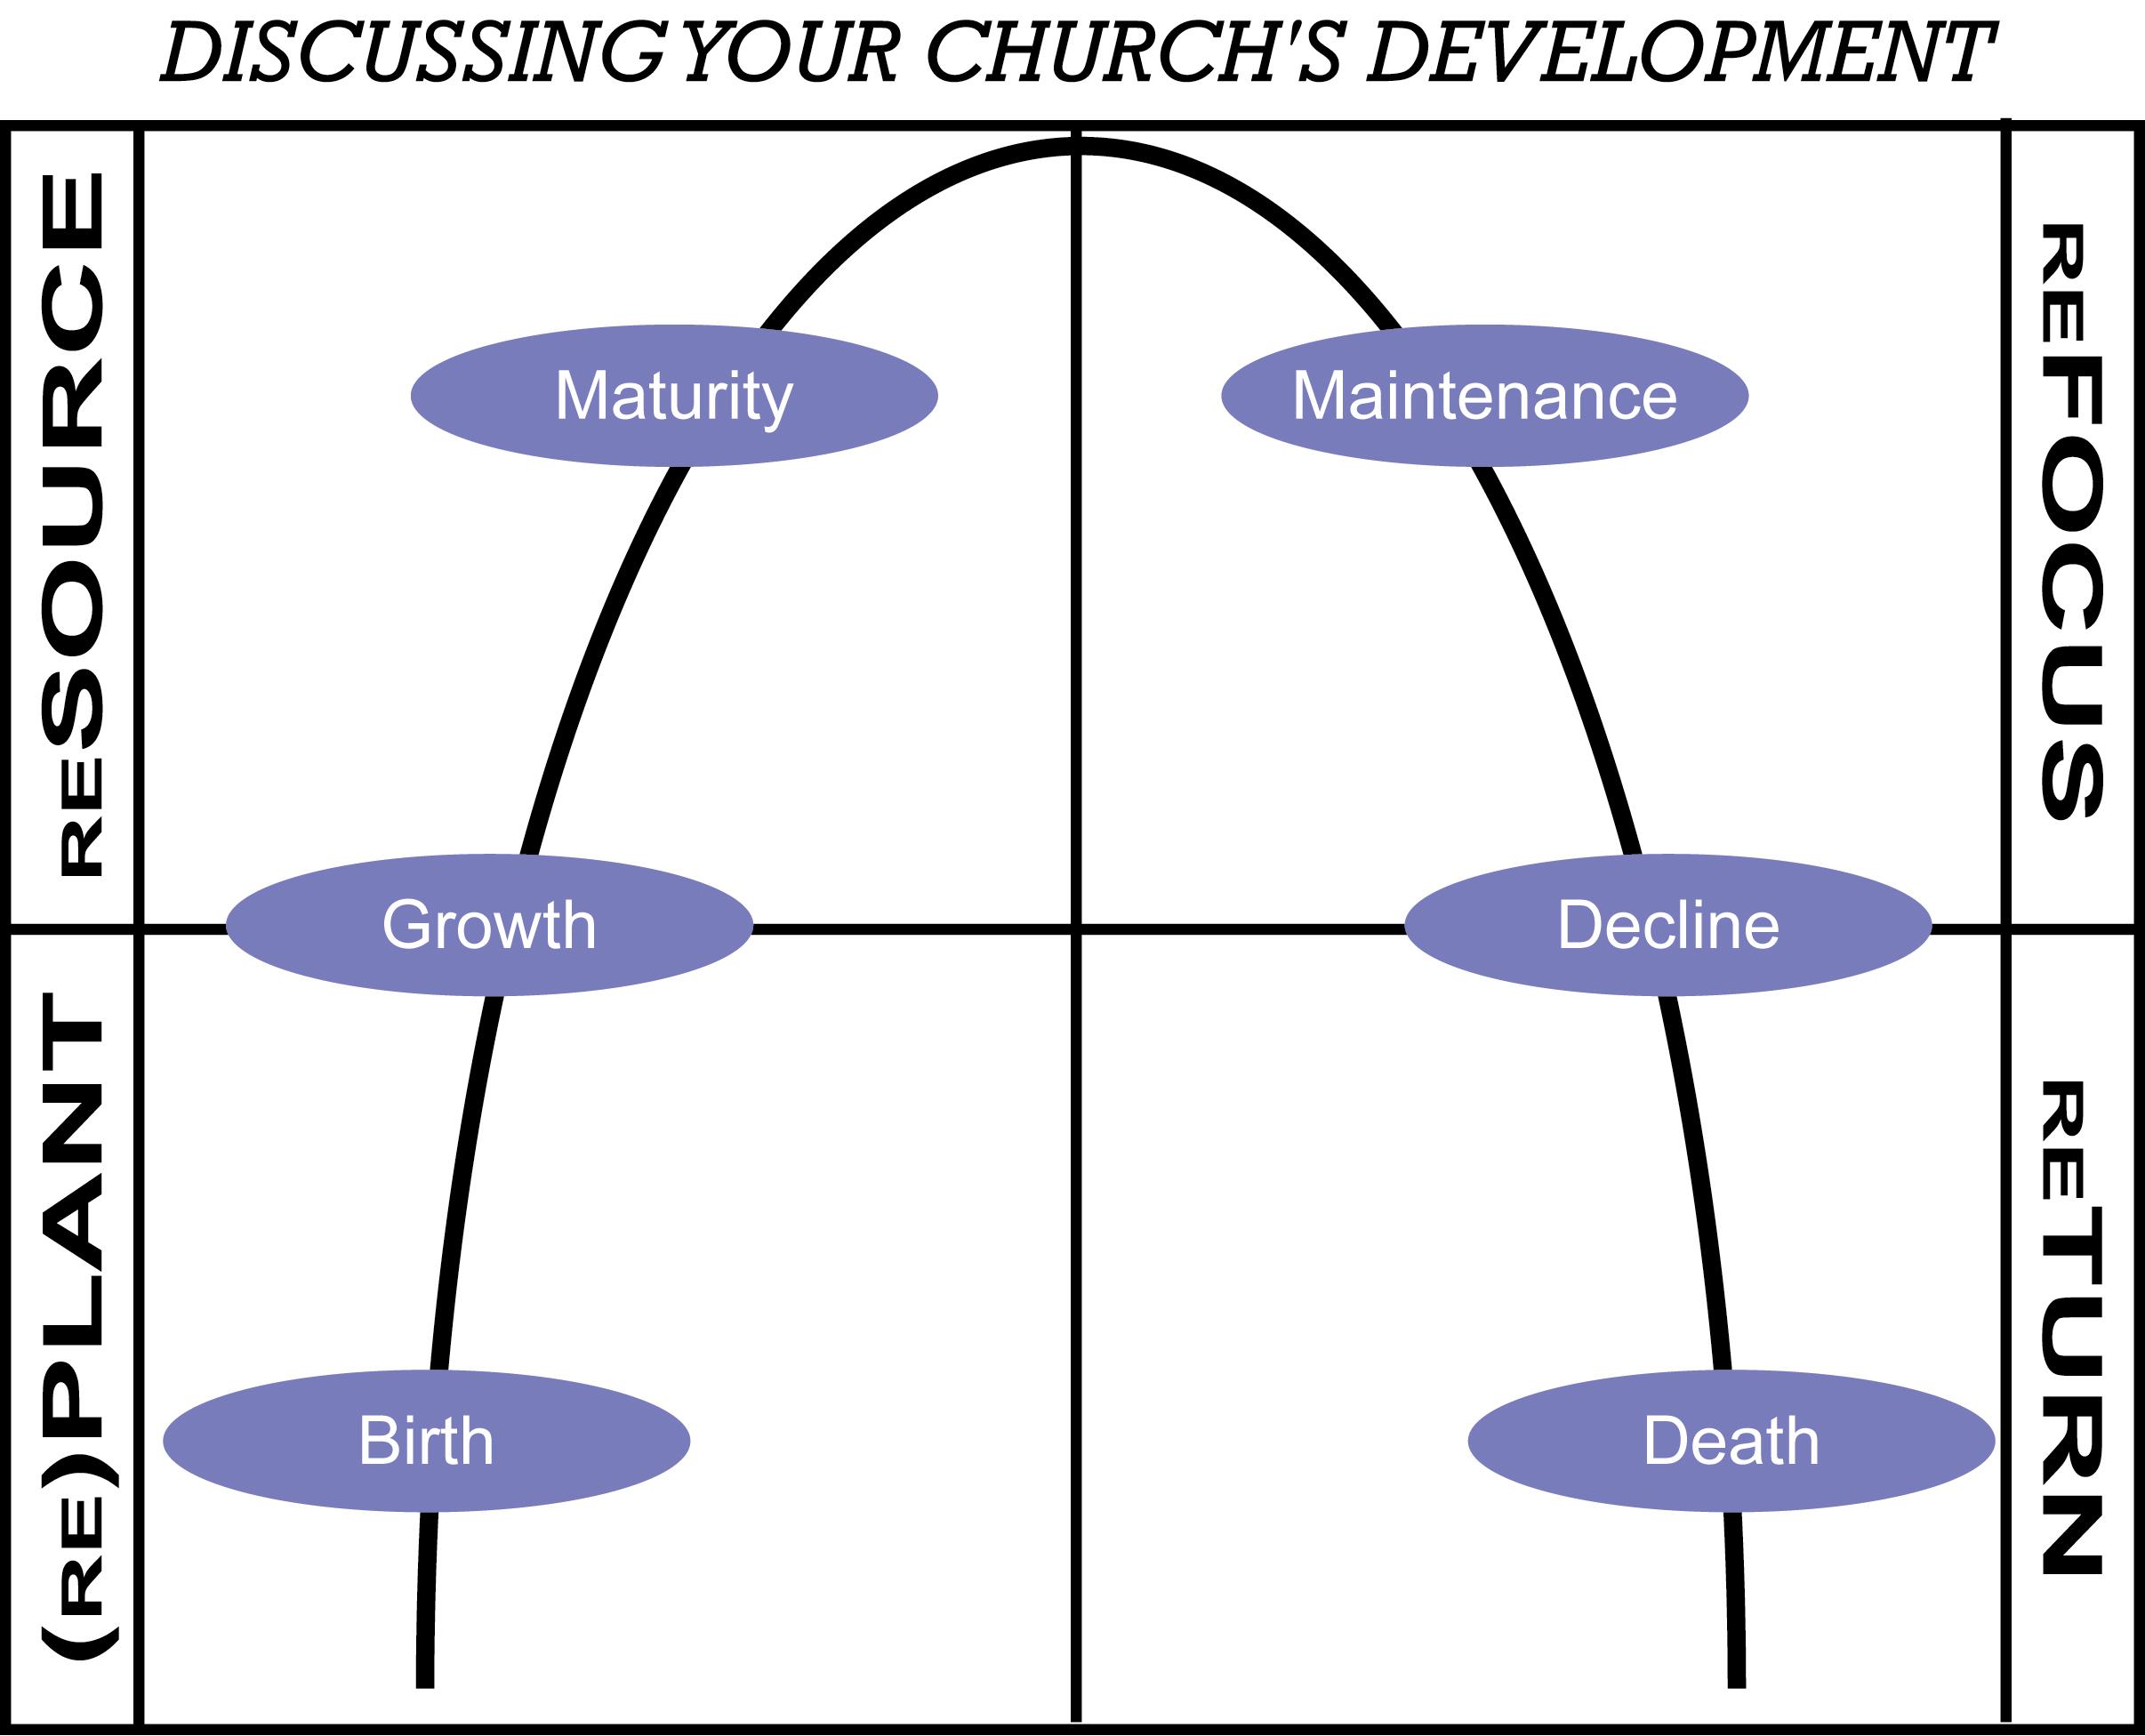 DISCUSSING YOUR CHURCH'S DEVELOPMENT
RESOURCE
REFOCUS
Maturity
Maintenance
Growth
Decline
(RE)PLANT
RETURN
Birth
Death